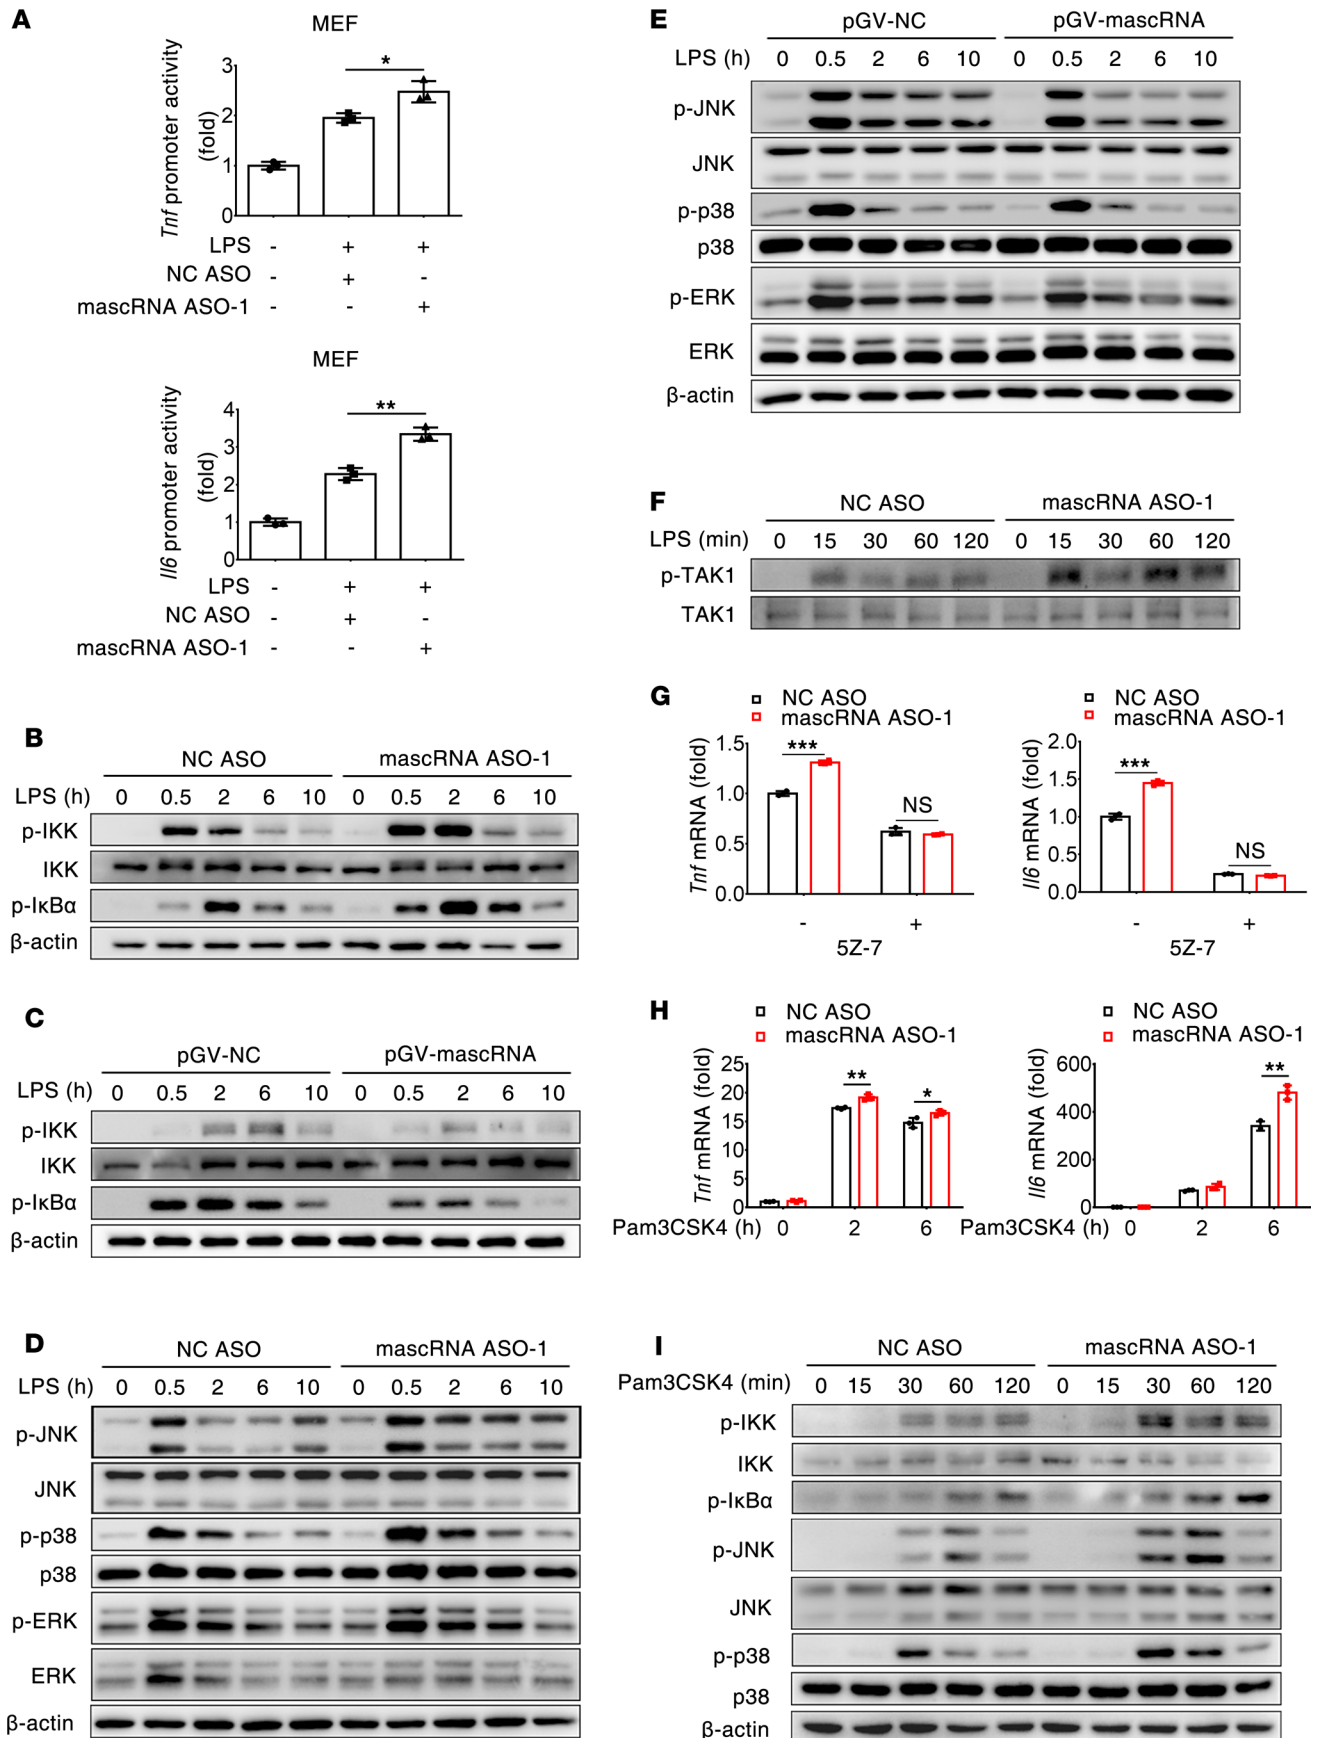 A
MEF
Tnf promoter activity
(fold)
3
2
1
0
*
LPS - + +
NC ASO - + -
mascRNA ASO-1 - - +
MEF
Il6 promoter activity
(fold)
4
3
2
1
0
**
LPS - + +
NC ASO - + -
mascRNA ASO-1 - - +
B
NC ASO mascRNA ASO-1
LPS (h) 0 0.5 2 6 10 0 0.5 2 6 10
p-IKK
IKK
p-IκBα
β-actin
C
pGV-NC pGV-mascRNA
LPS (h) 0 0.5 2 6 10 0 0.5 2 6 10
p-IKK
IKK
p-IκBα
β-actin
D
NC ASO mascRNA ASO-1
LPS (h) 0 0.5 2 6 10 0 0.5 2 6 10
p-JNK
JNK
p-p38
p38
p-ERK
ERK
β-actin
E
pGV-NC pGV-mascRNA
LPS (h) 0 0.5 2 6 10 0 0.5 2 6 10
p-JNK
JNK
p-p38
p38
p-ERK
ERK
β-actin
F
NC ASO mascRNA ASO-1
LPS (min) 0 15 30 60 120 0 15 30 60 120
p-TAK1
TAK1
G
NC ASO
mascRNA ASO-1
Tnf mRNA (fold)
1.5
1.0
0.5
0.0
***
NS
- +
5Z-7
NC ASO
mascRNA ASO-1
Il6 mRNA (fold)
2.0
1.5
1.0
0.5
0.0
***
NS
- +
5Z-7
H
NC ASO
mascRNA ASO-1
Tnf mRNA (fold)
25
20
15
10
5
0
**
*
Pam3CSK4 (h) 0 2 6
NC ASO
mascRNA ASO-1
Il6 mRNA (fold)
600
400
200
0
**
Pam3CSK4 (h) 0 2 6
I
NC ASO mascRNA ASO-1
Pam3CSK4 (min) 0 15 30 60 120 0 15 30 60 120
p-IKK
IKK
p-IκBα
p-JNK
JNK
p-p38
p38
β-actin